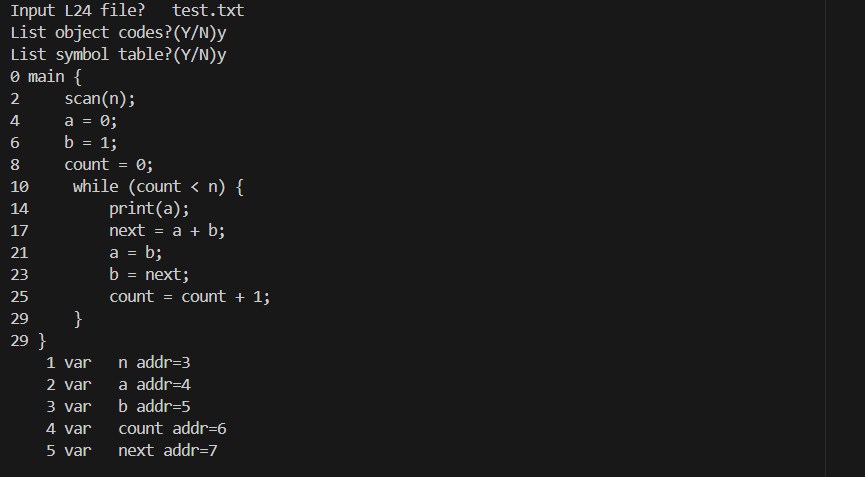 Input L24 file?   test.txt
List object codes?(Y/N)y
List symbol table?(Y/N)y
0 main {
2     scan(n);
4     a = 0;
6     b = 1;
8     count = 0;
10     while (count < n) {
14         print(a);
17         next = a + b;
21         a = b;
23         b = next;
25         count = count + 1;
29     }
29 }
    1 var   n addr=3
    2 var   a addr=4
    3 var   b addr=5
    4 var   count addr=6
    5 var   next addr=7